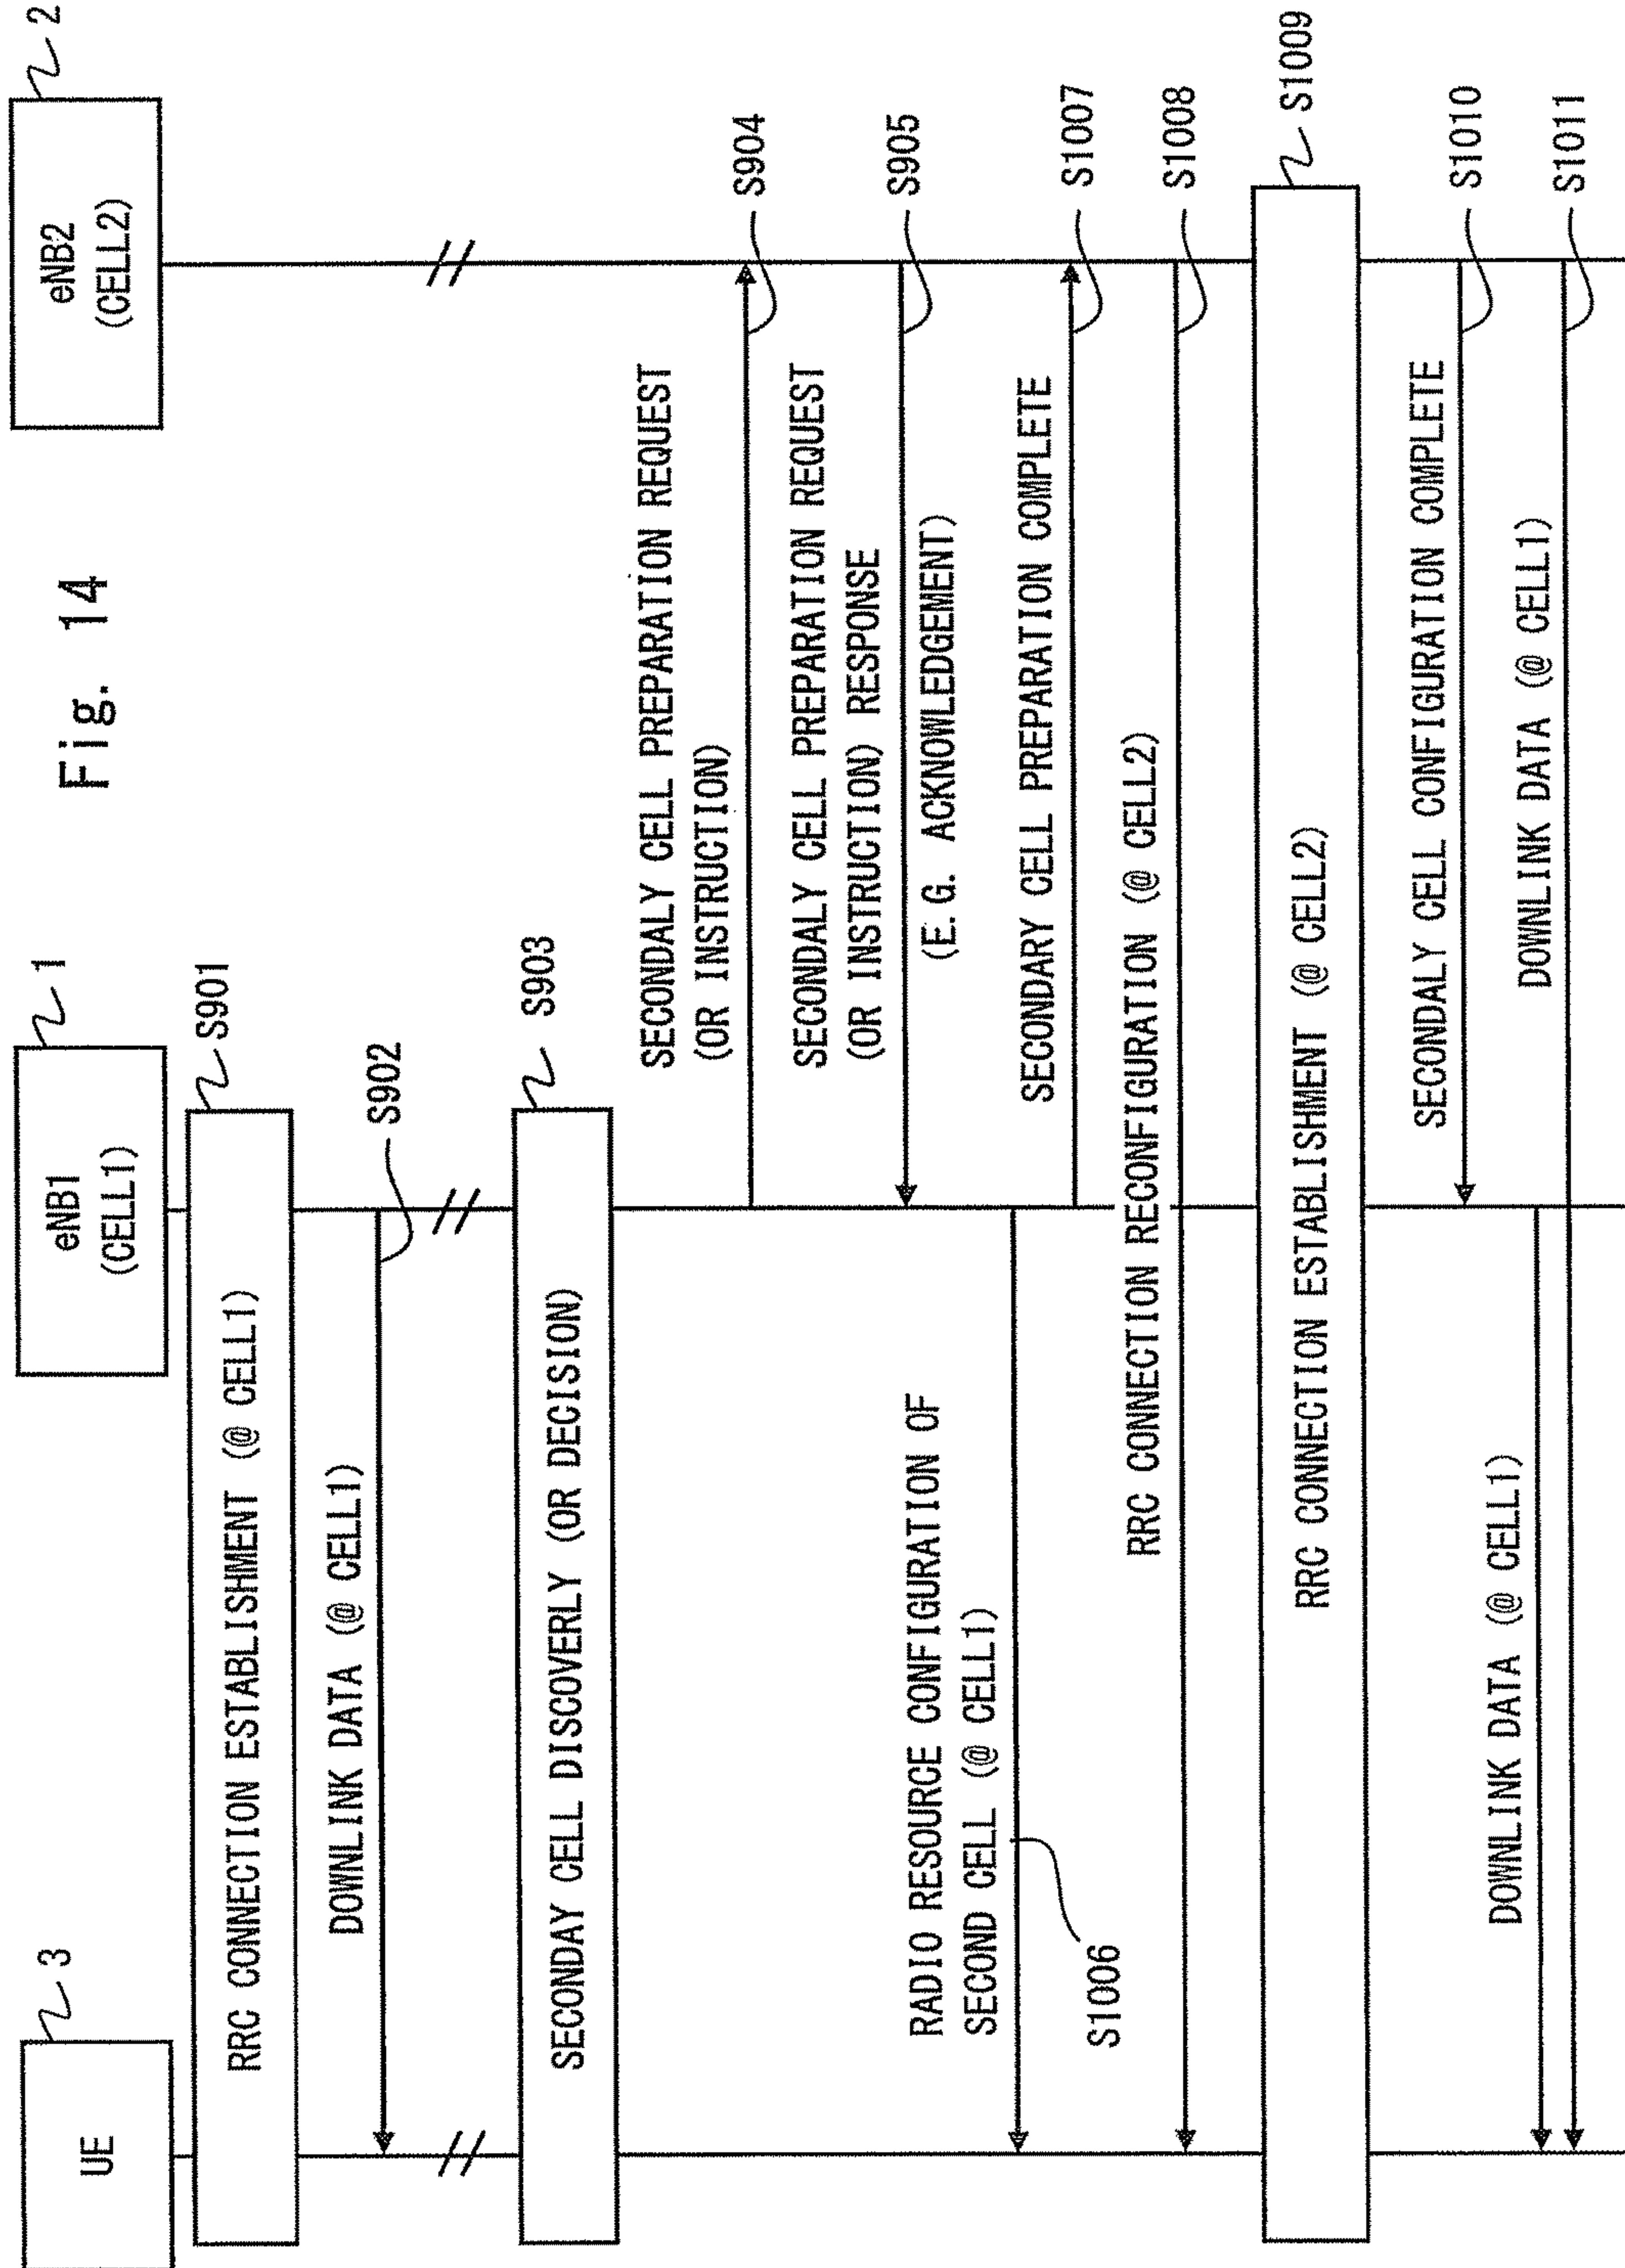 Fig. 14
UE
3
eNB1
(CELL1)
1
eNB2
(CELL2)
2
RRC CONNECTION ESTABLISHMENT (@ CELL1)
S901
DOWNLINK DATA (@ CELL1)
S902
SECONDAY CELL DISCOVERLY (OR DECISION)
S903
SECONDALY CELL PREPARATION REQUEST
(OR INSTRUCTION)
S904
SECONDALY CELL PREPARATION REQUEST
(OR INSTRUCTION) RESPONSE
(E.G. ACKNOWLEDGEMENT)
S905
RADIO RESOURCE CONFIGURATION OF
SECOND CELL (@ CELL1)
S1006
SECONDARY CELL PREPARATION COMPLETE
S1007
RRC CONNECTION RECONFIGURATION (@ CELL2)
S1008
RRC CONNECTION ESTABLISHMENT (@ CELL2)
S1009
SECONDALY CELL CONFIGURATION COMPLETE
S1010
DOWNLINK DATA (@ CELL1)
DOWNLINK DATA (@ CELL1)
S1011